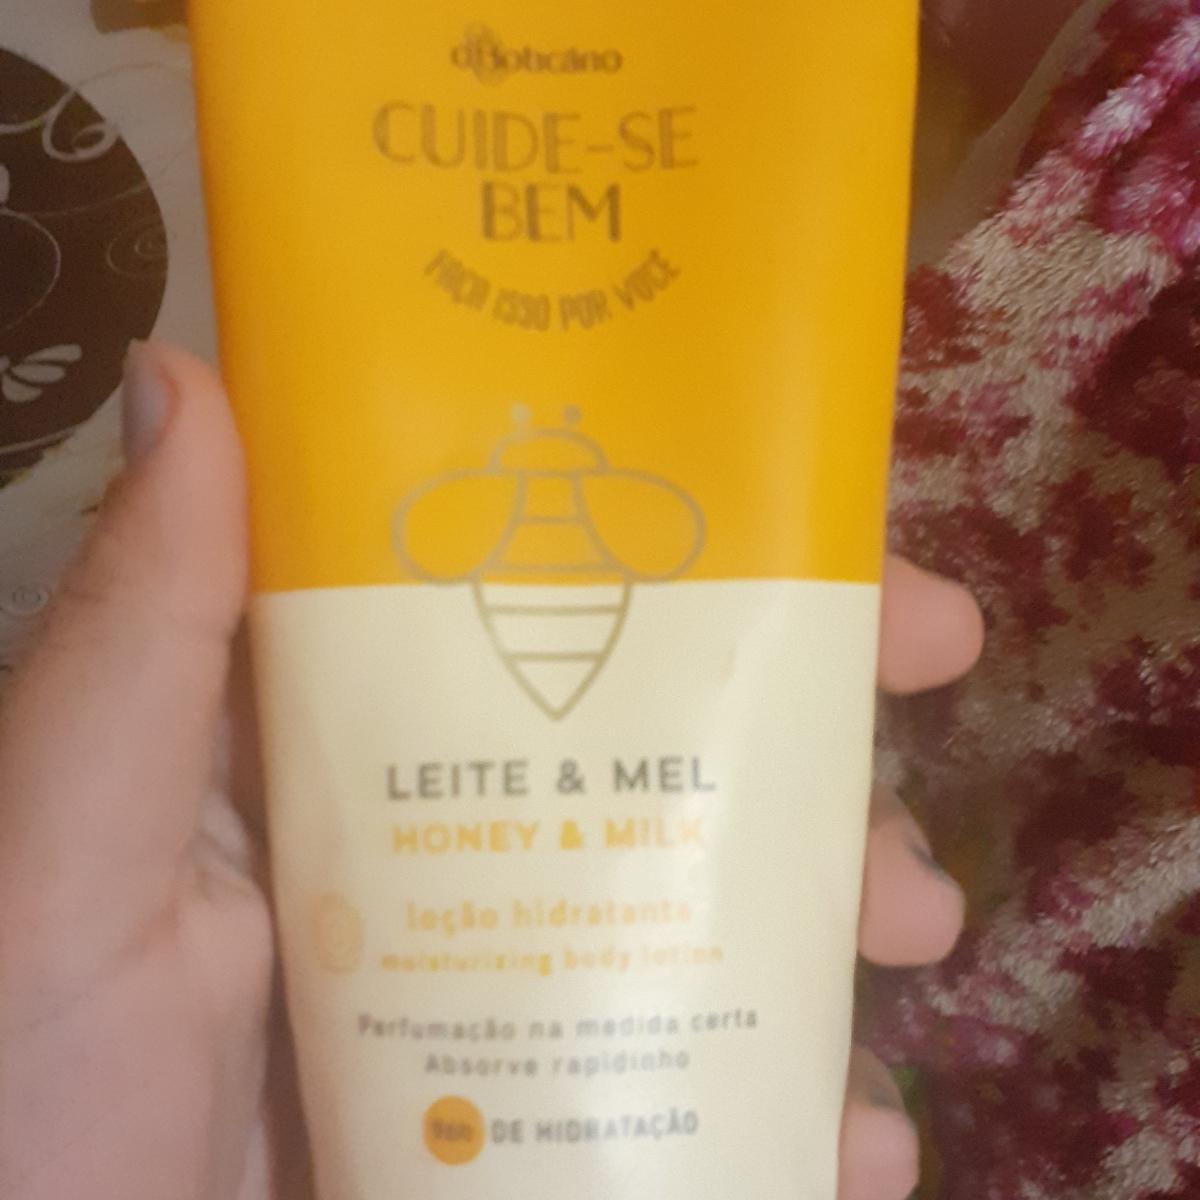 oBoticário
CUIDE-SE
BEM
FAÇA ISSO POR VOCÊ
LEITE & MEL
HONEY & MILK
loção hidratante
moisturizing body lotion
Perfumação na medida certa
Absorve rapidinho
DE HIDRATAÇÃO